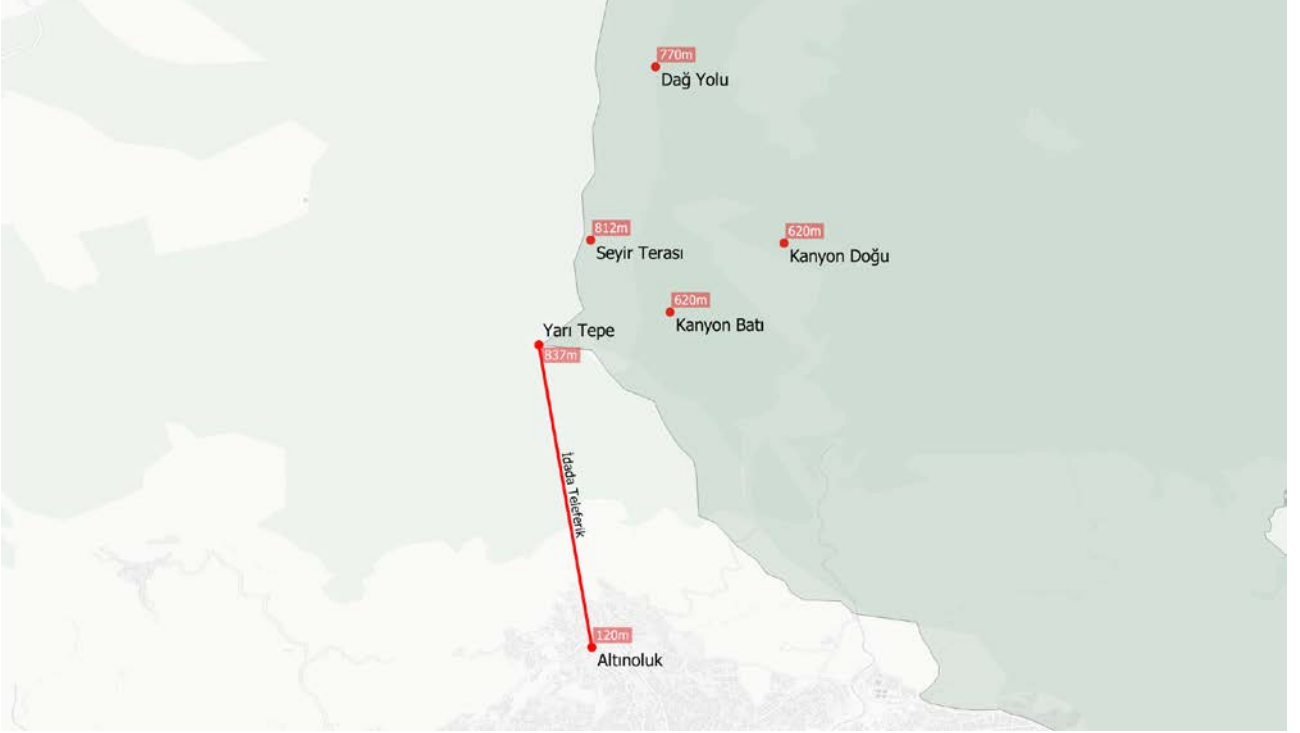 770m
Dağ Yolu
812m
Seyir Terası
620m
Kanyon Doğu
620m
Kanyon Batı
Yarı Tepe
837m
İdada Teleferik
120m
Altınoluk